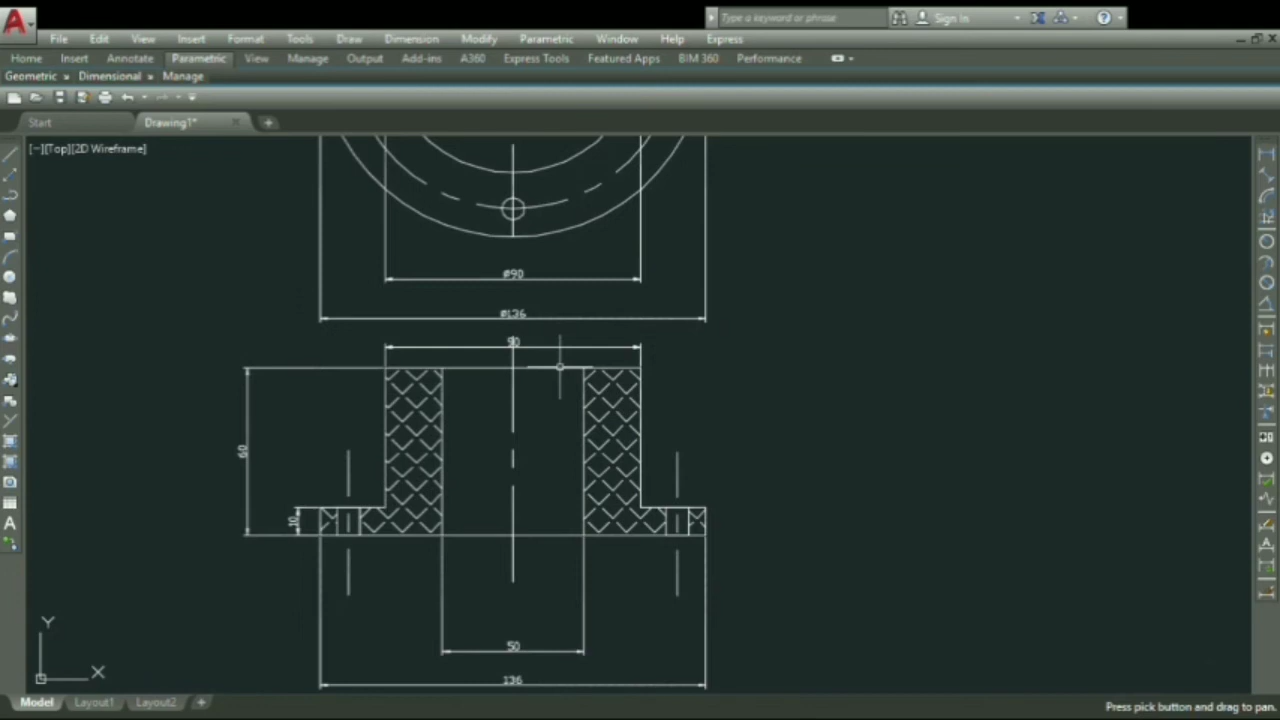 Type a keyword or phrase
Sign In
File Edit View Insert Format Tools Draw Dimension Modify Parametric Window Help Express
Home Insert Annotate Parametric View Manage Output Add-ins A360 Express Tools Featured Apps BIM 360 Performance
Geometric » Dimensional » Manage
Start Drawing1*
[−][Top][2D Wireframe]
ø90
ø136
90
60
10
50
136
Y
X
Model Layout1 Layout2
Press pick button and drag to pan.